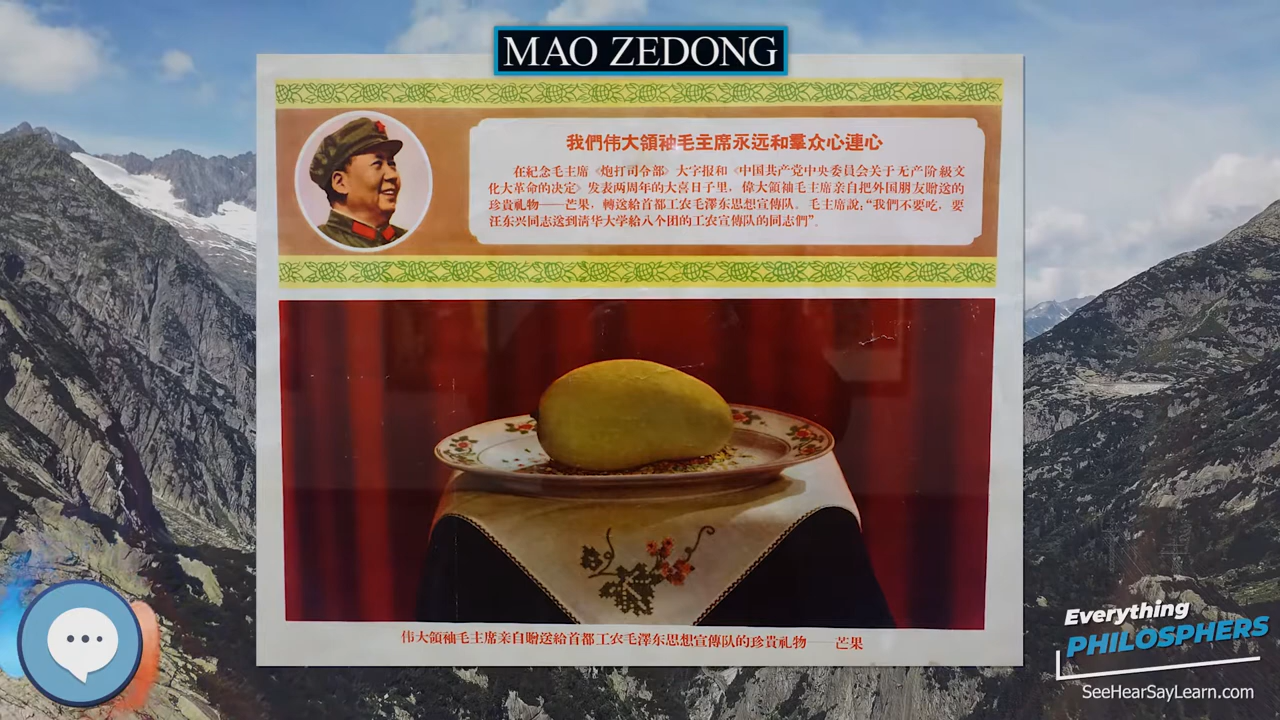 MAO ZEDONG
我們伟大領袖毛主席永远和羣众心連心
在紀念毛主席《炮打司令部》大字报和《中国共产党中央委員会关于无产阶級文
化大革命的决定》发表两周年的大喜日子里，偉大領袖毛主席亲自把外国朋友贈送的
珍貴礼物——芒果，轉送給首都工农毛澤东思想宣傳队。毛主席說：“我們不要吃，要
汪东兴同志送到清华大学給八个团的工农宣傳队的同志們”。
伟大領袖毛主席亲自贈送給首都工农毛澤东思想宣傳队的珍貴礼物——芒果
Everything
PHILOSPHERS
SeeHearSayLearn.com